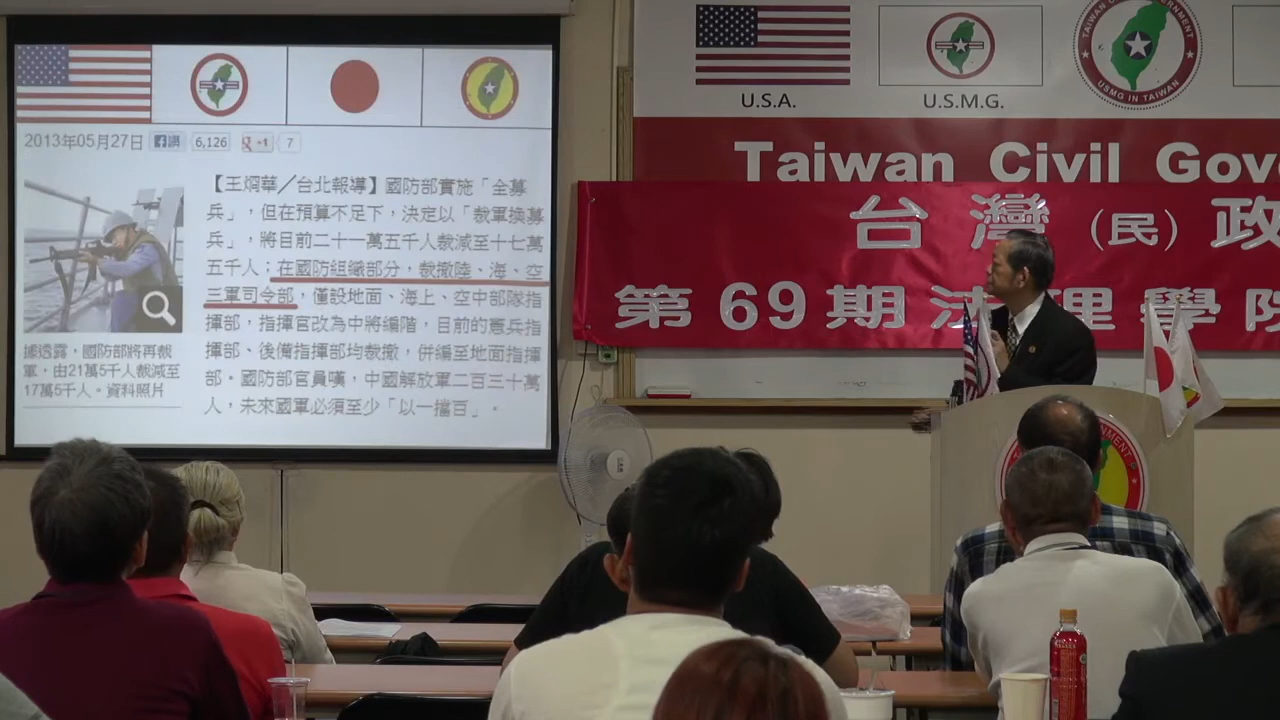 2013年05月27日 讚 6,126 +1 7
【王烱華／台北報導】國防部實施「全募
兵」，但在預算不足下，決定以「裁軍換募
兵」，將目前二十一萬五千人裁減至十七萬
五千人；在國防組織部分，裁撤陸、海、空
三軍司令部，僅設地面、海上、空中部隊指
揮部，指揮官改為中將編階，目前的憲兵指
揮部、後備指揮部均裁撤，併編至地面指揮
部。國防部官員嘆，中國解放軍二百三十萬
人，未來國軍必須至少「以一擋百」。
據透露，國防部將再裁
軍，由21萬5千人裁減至
17萬5千人。資料照片
U.S.A.
U.S.M.G.
USMG IN TAIWAN
Taiwan Civil Gov
台灣（民）政
第69期法理學院